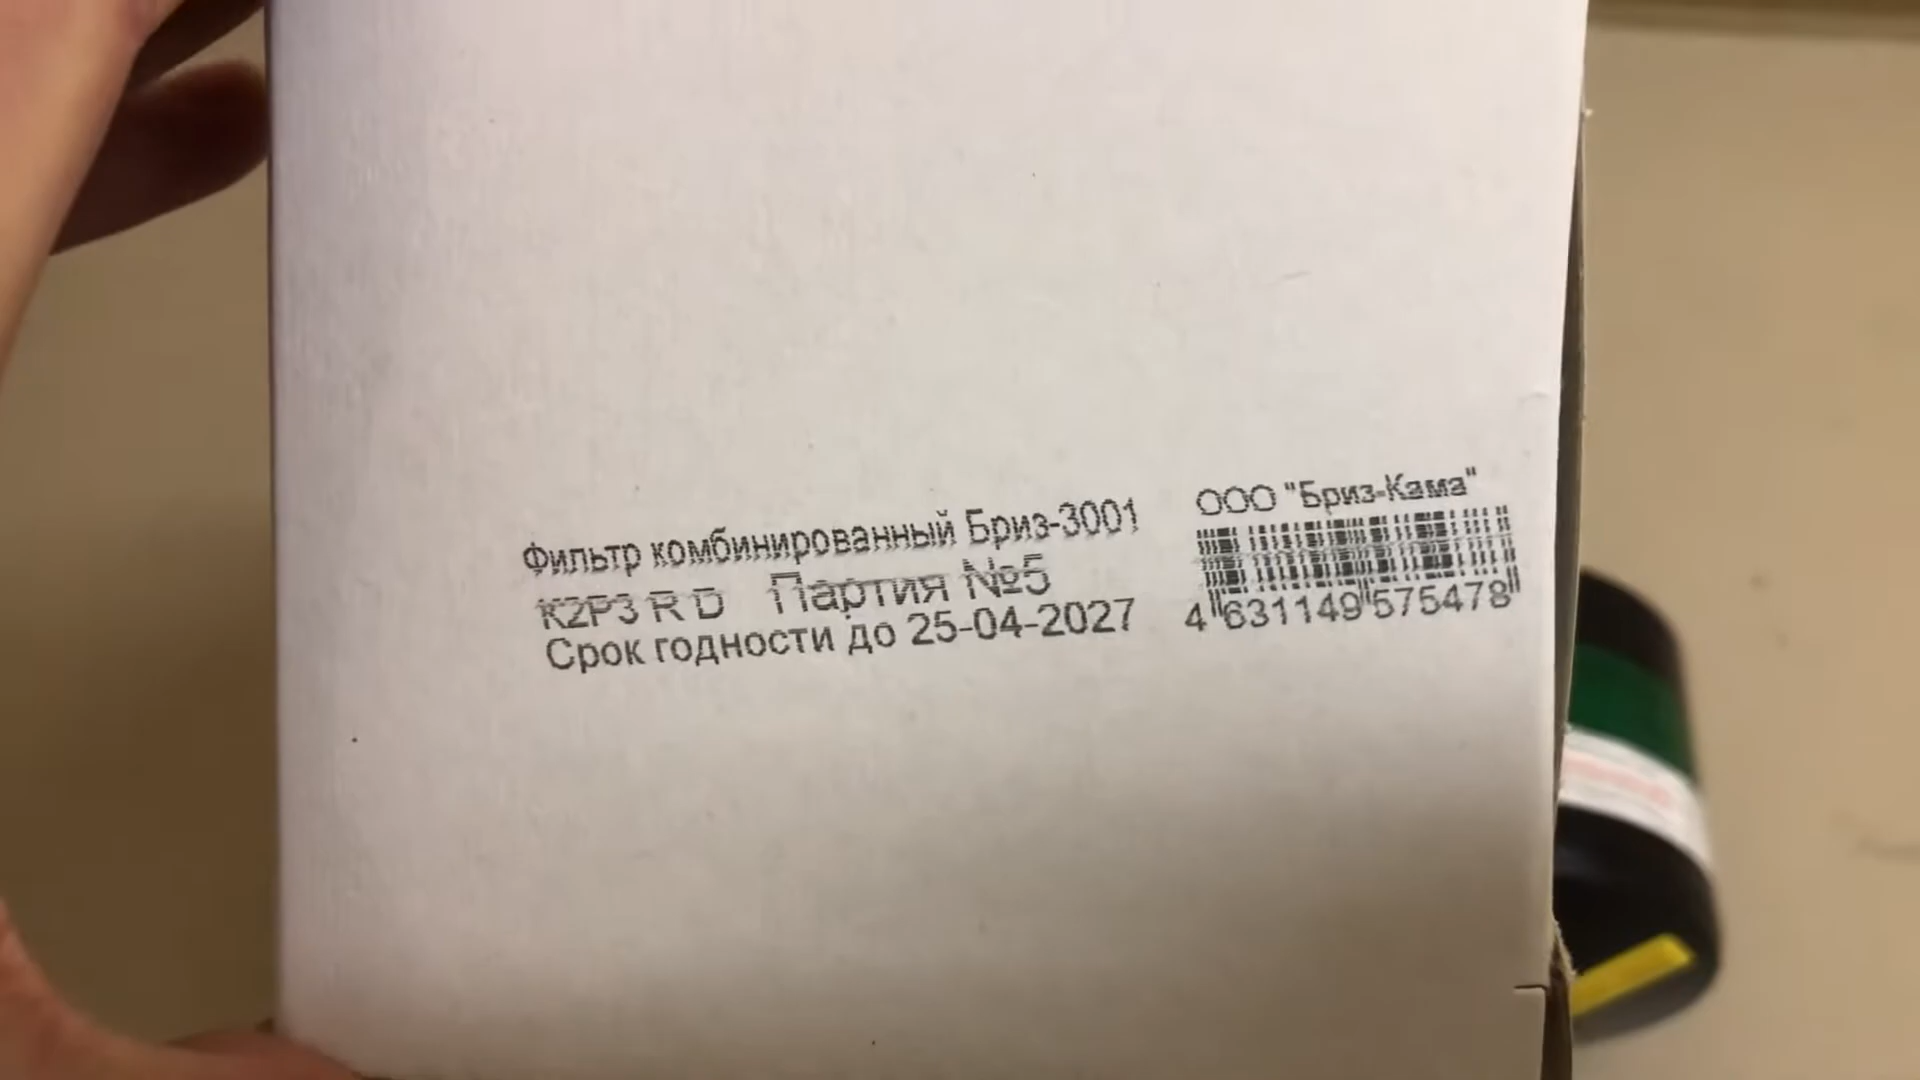 Фильтр комбинированный Бриз-3001
K2P3 R D Партия №5
Срок годности до 25-04-2027
ООО "Бриз-Кама"
4 631149 575478